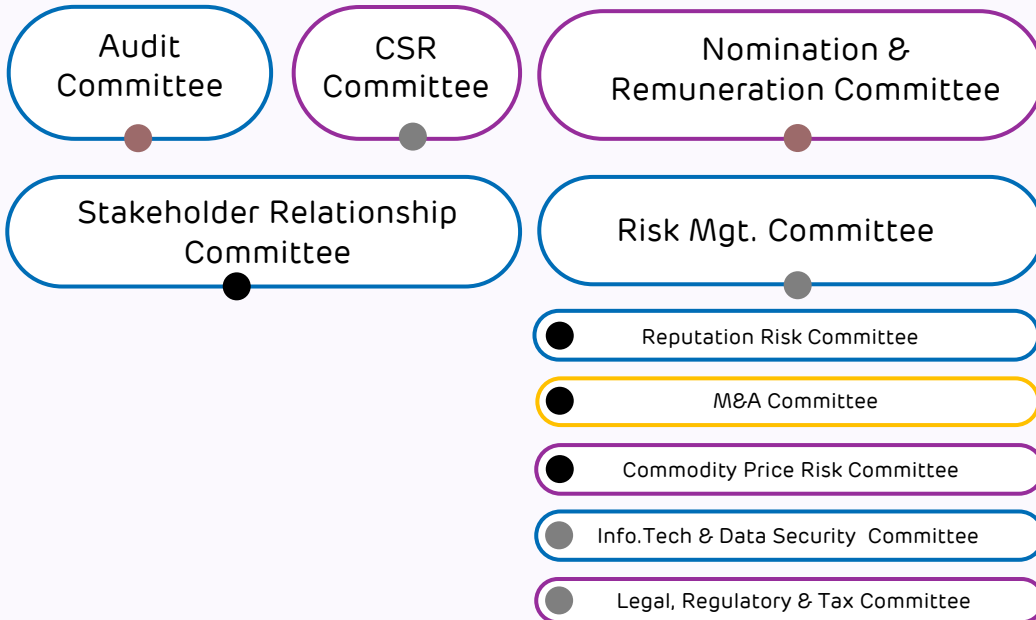 Audit
Committee
CSR
Committee
Nomination &
Remuneration Committee
Stakeholder Relationship
Committee
Risk Mgt. Committee
Reputation Risk Committee
M&A Committee
Commodity Price Risk Committee
Info.Tech & Data Security  Committee
Legal, Regulatory & Tax Committee